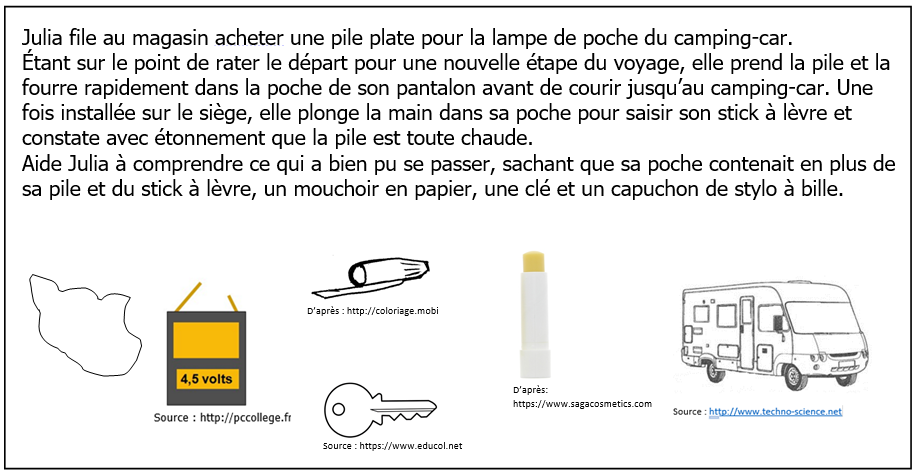 Julia file au magasin acheter une pile plate pour la lampe de poche du camping-car.
Étant sur le point de rater le départ pour une nouvelle étape du voyage, elle prend la pile et la
fourre rapidement dans la poche de son pantalon avant de courir jusqu’au camping-car. Une
fois installée sur le siège, elle plonge la main dans sa poche pour saisir son stick à lèvre et
constate avec étonnement que la pile est toute chaude.
Aide Julia à comprendre ce qui a bien pu se passer, sachant que sa poche contenait en plus de
sa pile et du stick à lèvre, un mouchoir en papier, une clé et un capuchon de stylo à bille.
4,5 volts
Source : http://pccollege.fr
D’après : http://coloriage.mobi
Source : https://www.educol.net
D’après:
https://www.sagacosmetics.com
Source : http://www.techno-science.net